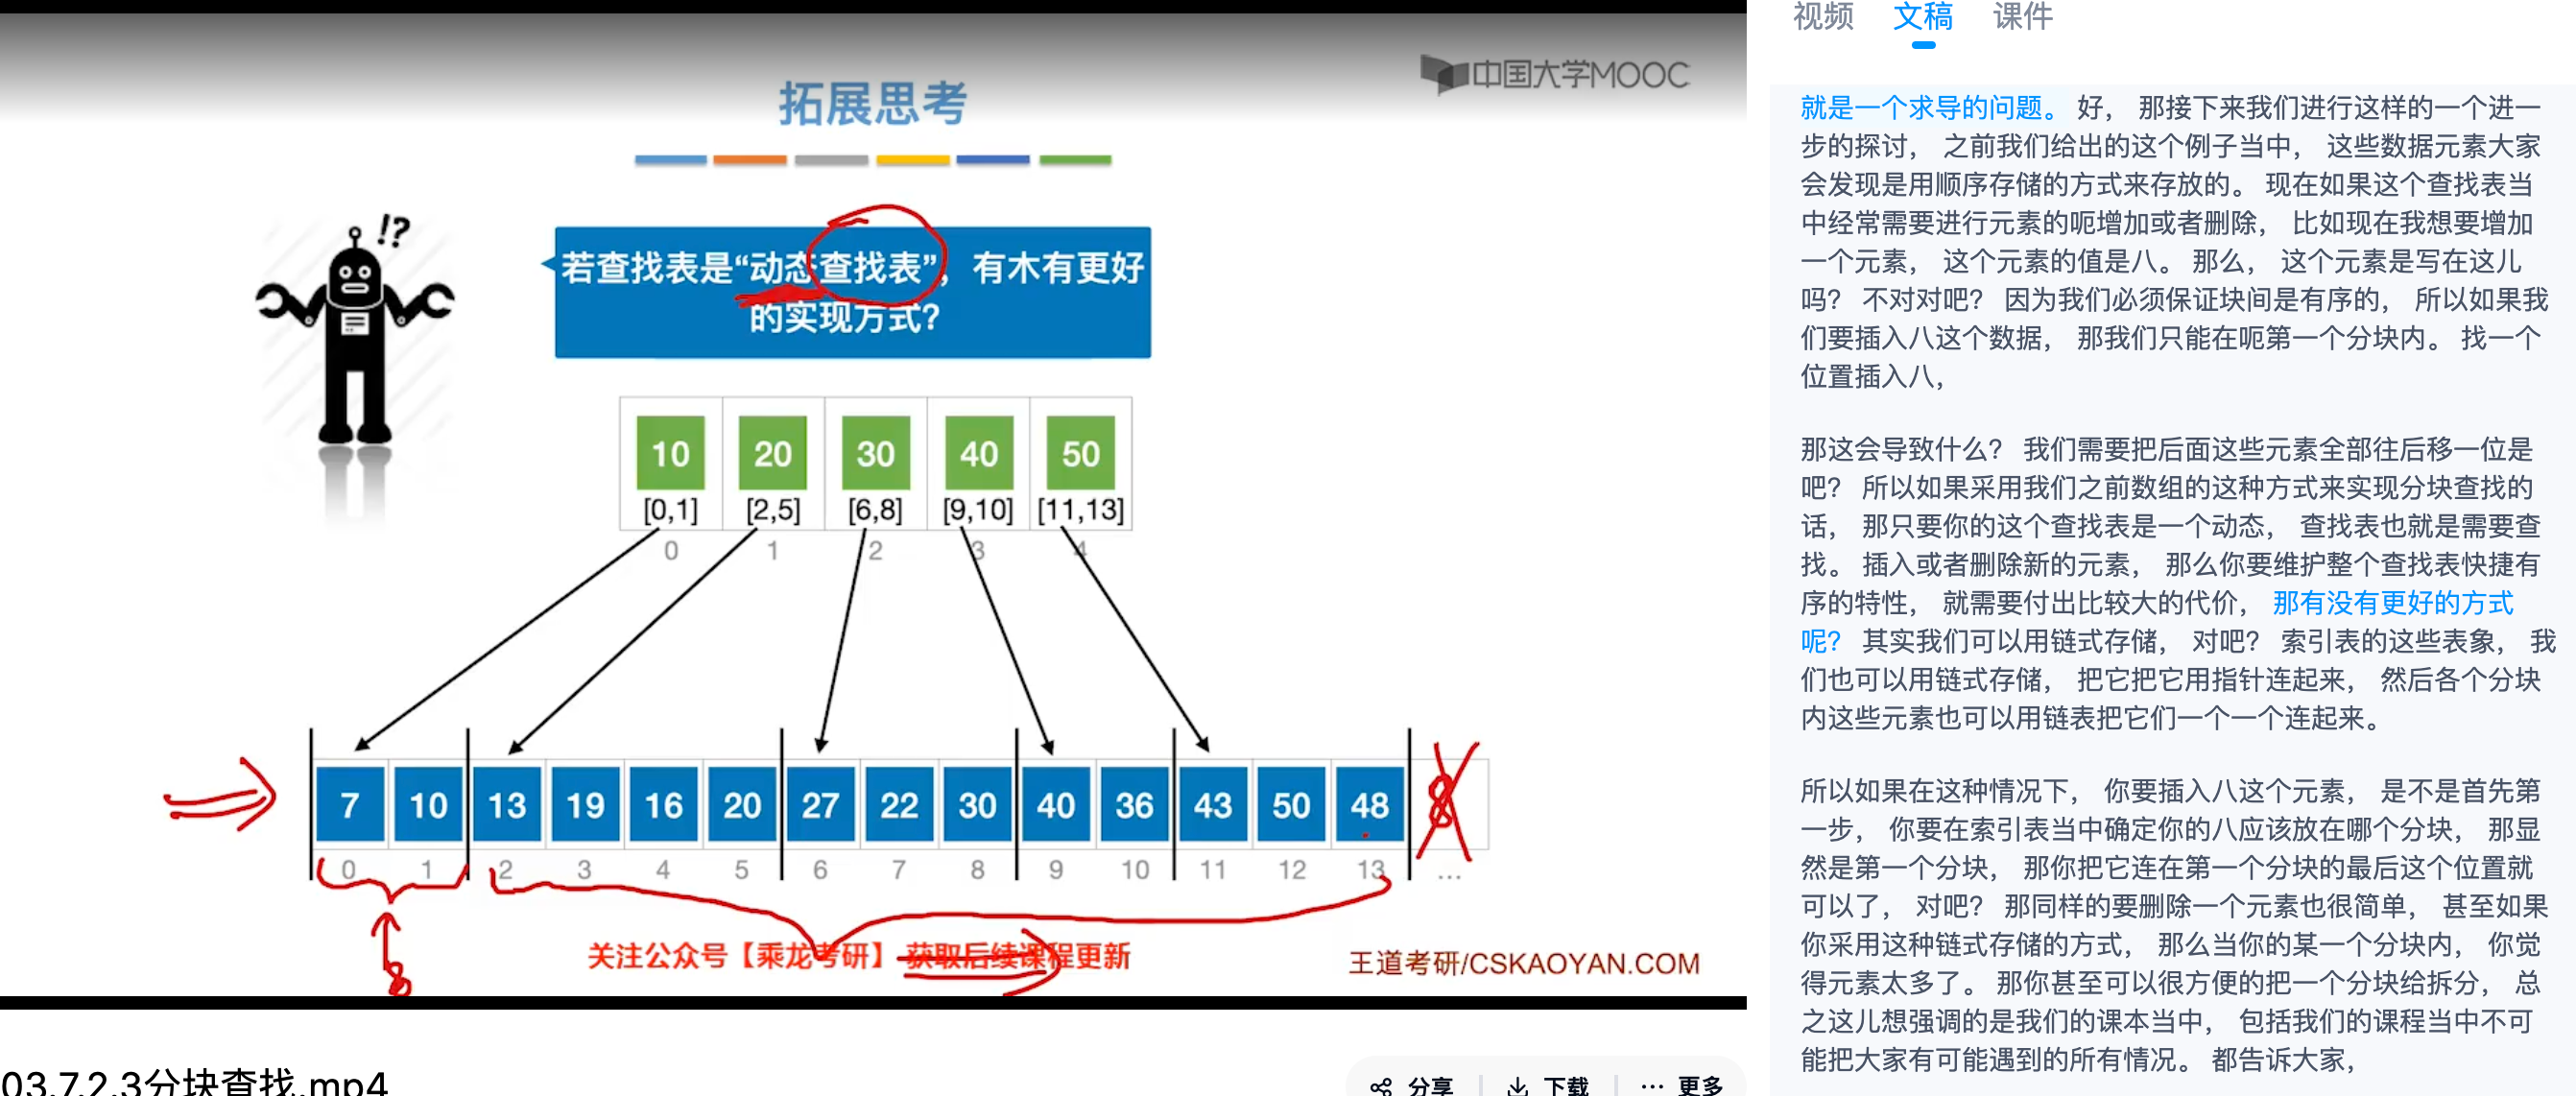 中国大学MOOC
拓展思考
!?
若查找表是“动态查找表”，有木有更好
的实现方式？
10 20 30 40 50
[0,1] [2,5] [6,8] [9,10] [11,13]
0 1 2 3 4
7 10 13 19 16 20 27 22 30 40 36 43 50 48 8
0 1 2 3 4 5 6 7 8 9 10 11 12 13 ...
8
关注公众号【乘龙考研】获取后续课程更新
王道考研/CSKAOYAN.COM
03.7.2.3分块查找.mp4
分享 下载 ··· 更多
视频 文稿 课件
就是一个求导的问题。 好， 那接下来我们进行这样的一个进一
步的探讨， 之前我们给出的这个例子当中， 这些数据元素大家
会发现是用顺序存储的方式来存放的。 现在如果这个查找表当
中经常需要进行元素的呃增加或者删除， 比如现在我想要增加
一个元素， 这个元素的值是八。 那么， 这个元素是写在这儿
吗？ 不对对吧？ 因为我们必须保证块间是有序的， 所以如果我
们要插入八这个数据， 那我们只能在呃第一个分块内。 找一个
位置插入八，
那这会导致什么？ 我们需要把后面这些元素全部往后移一位是
吧？ 所以如果采用我们之前数组的这种方式来实现分块查找的
话， 那只要你的这个查找表是一个动态， 查找表也就是需要查
找。 插入或者删除新的元素， 那么你要维护整个查找表快捷有
序的特性， 就需要付出比较大的代价， 那有没有更好的方式
呢？ 其实我们可以用链式存储， 对吧？ 索引表的这些表象， 我
们也可以用链式存储， 把它把它用指针连起来， 然后各个分块
内这些元素也可以用链表把它们一个一个连起来。
所以如果在这种情况下， 你要插入八这个元素， 是不是首先第
一步， 你要在索引表当中确定你的八应该放在哪个分块， 那显
然是第一个分块， 那你把它连在第一个分块的最后这个位置就
可以了， 对吧？ 那同样的要删除一个元素也很简单， 甚至如果
你采用这种链式存储的方式， 那么当你的某一个分块内， 你觉
得元素太多了。 那你甚至可以很方便的把一个分块给拆分， 总
之这儿想强调的是我们的课本当中， 包括我们的课程当中不可
能把大家有可能遇到的所有情况。 都告诉大家，